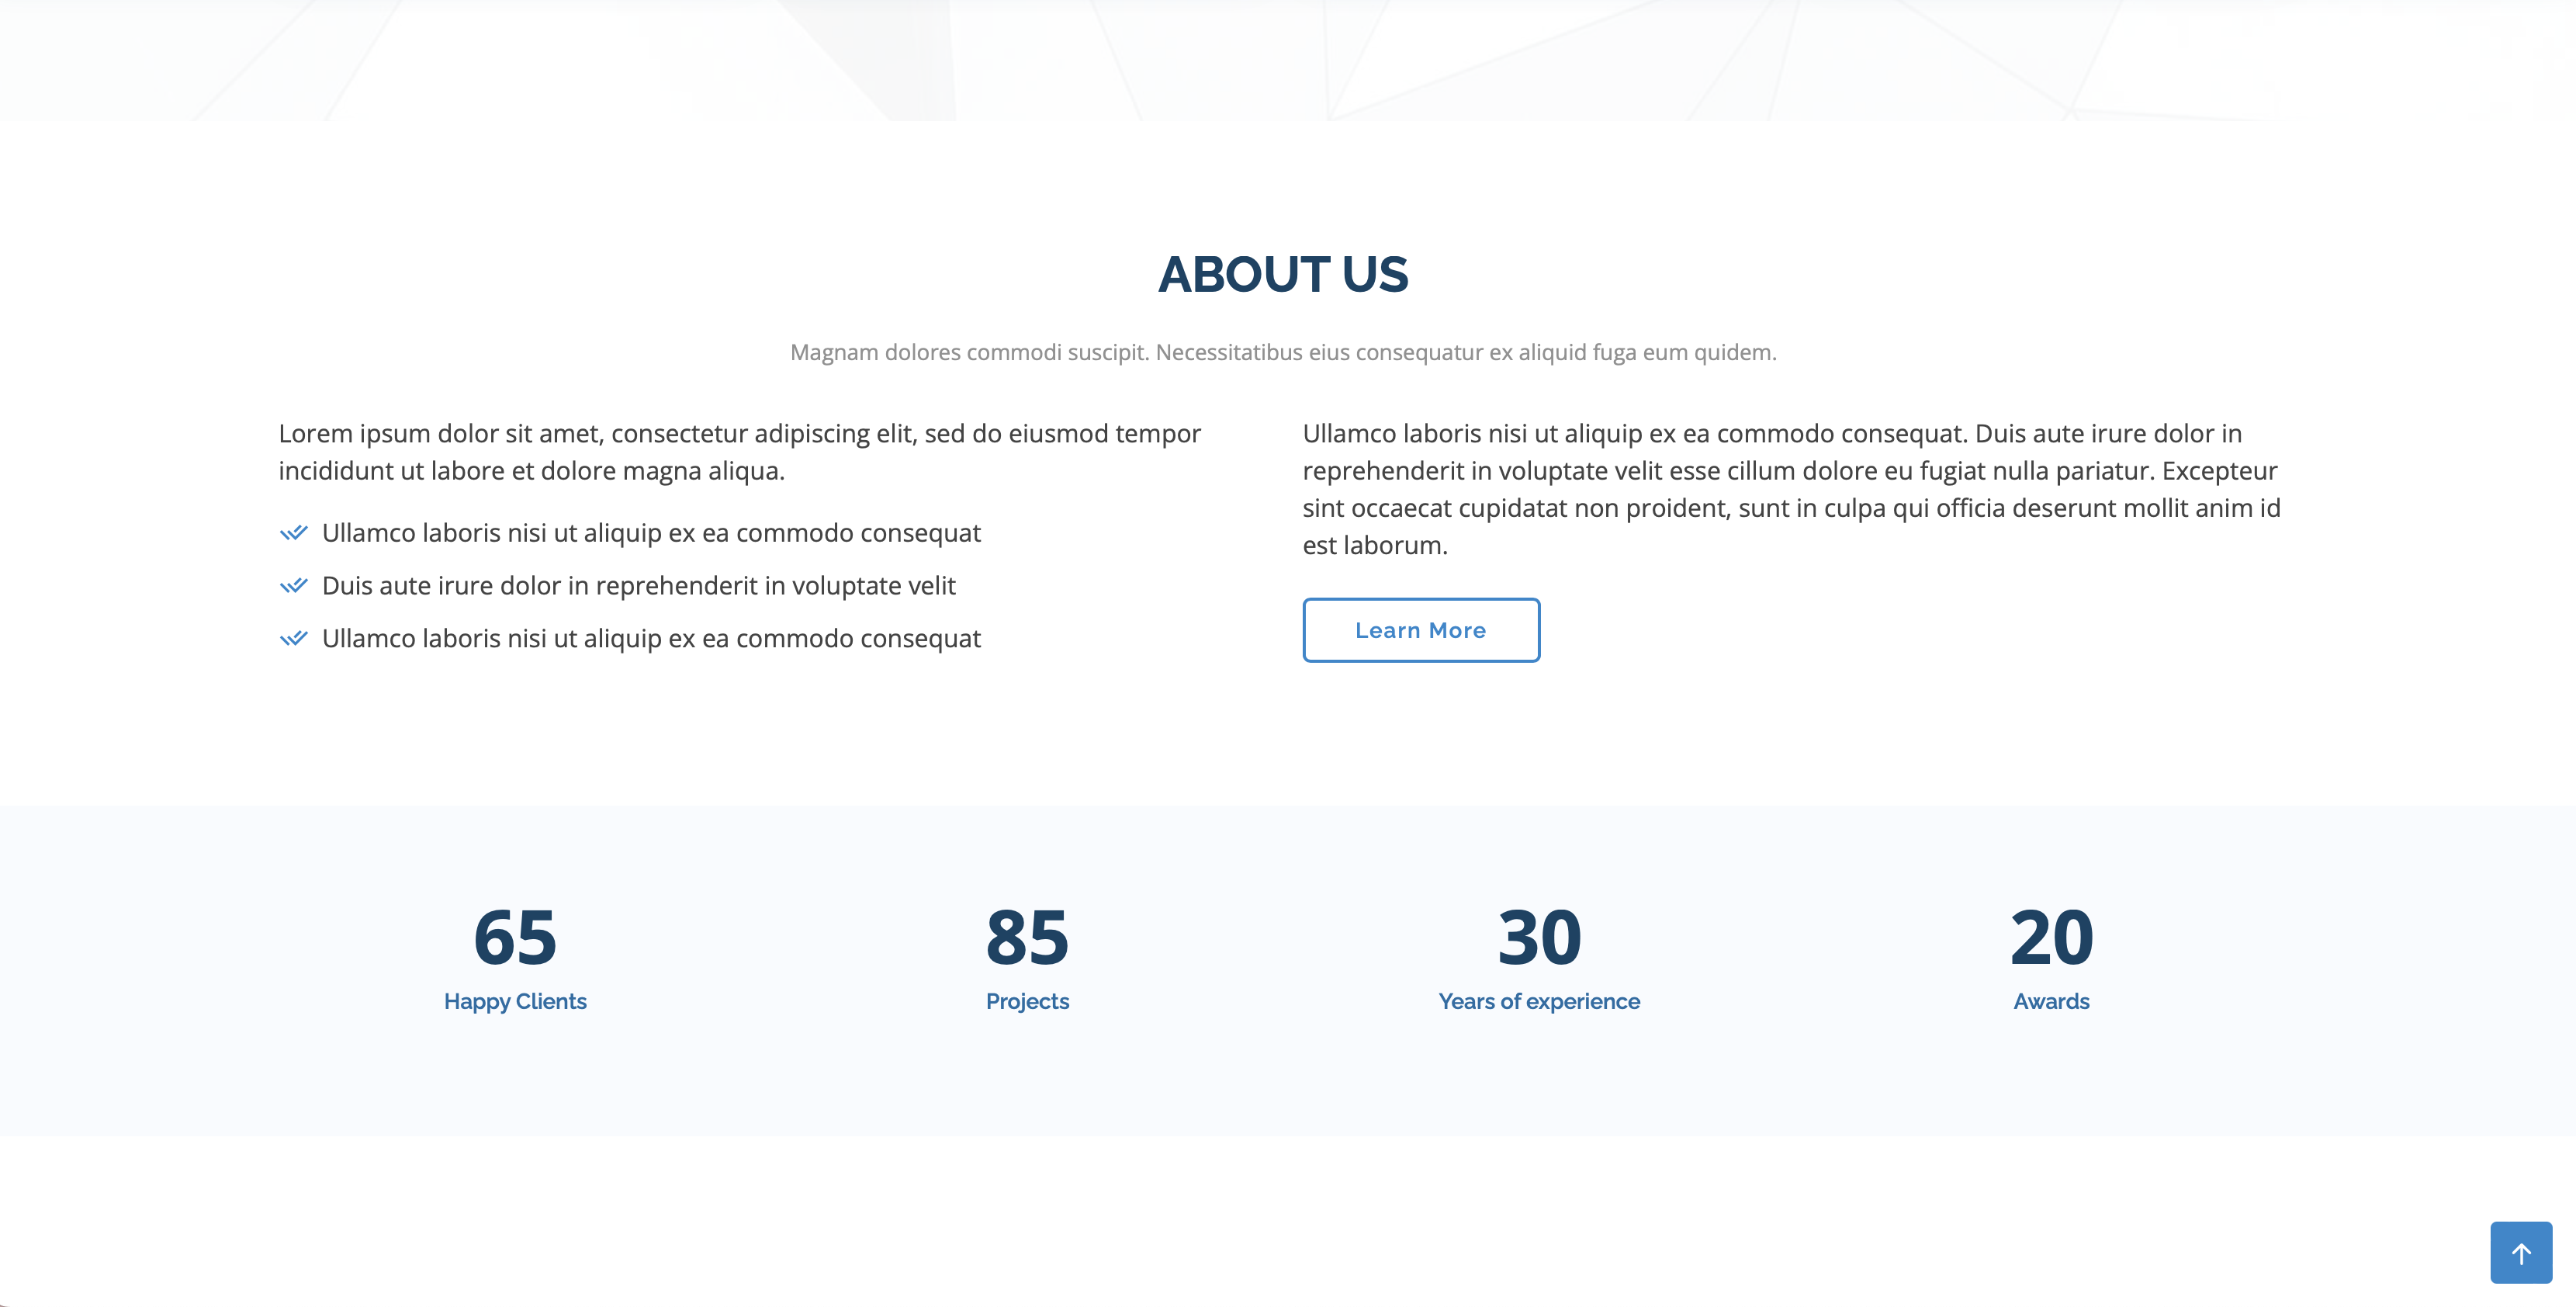 ABOUT US
Magnam dolores commodi suscipit. Necessitatibus eius consequatur ex aliquid fuga eum quidem.
Lorem ipsum dolor sit amet, consectetur adipiscing elit, sed do eiusmod tempor
incididunt ut labore et dolore magna aliqua.
Ullamco laboris nisi ut aliquip ex ea commodo consequat
Duis aute irure dolor in reprehenderit in voluptate velit
Ullamco laboris nisi ut aliquip ex ea commodo consequat
Ullamco laboris nisi ut aliquip ex ea commodo consequat. Duis aute irure dolor in
reprehenderit in voluptate velit esse cillum dolore eu fugiat nulla pariatur. Excepteur
sint occaecat cupidatat non proident, sunt in culpa qui officia deserunt mollit anim id
est laborum.
Learn More
65
Happy Clients
85
Projects
30
Years of experience
20
Awards